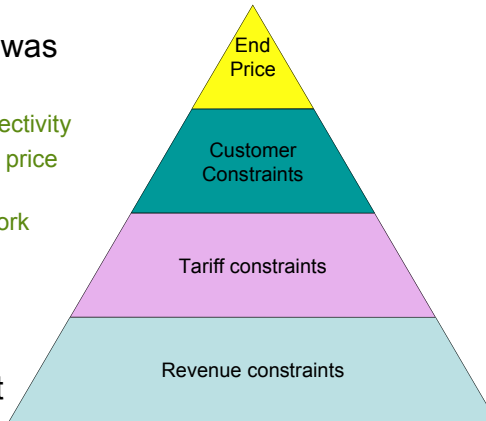 was
ectivity
price
ork
t
End
Price
Customer
Constraints
Tariff constraints
Revenue constraints